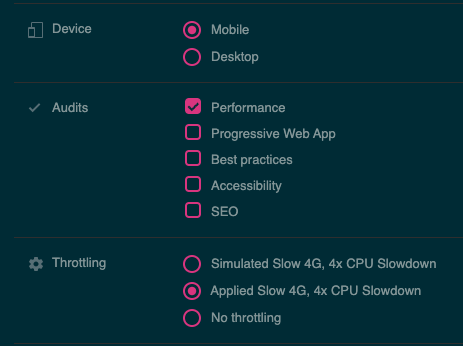 Device
Mobile
Desktop
Audits
Performance
Progressive Web App
Best practices
Accessibility
SEO
Throttling
Simulated Slow 4G, 4x CPU Slowdown
Applied Slow 4G, 4x CPU Slowdown
No throttling